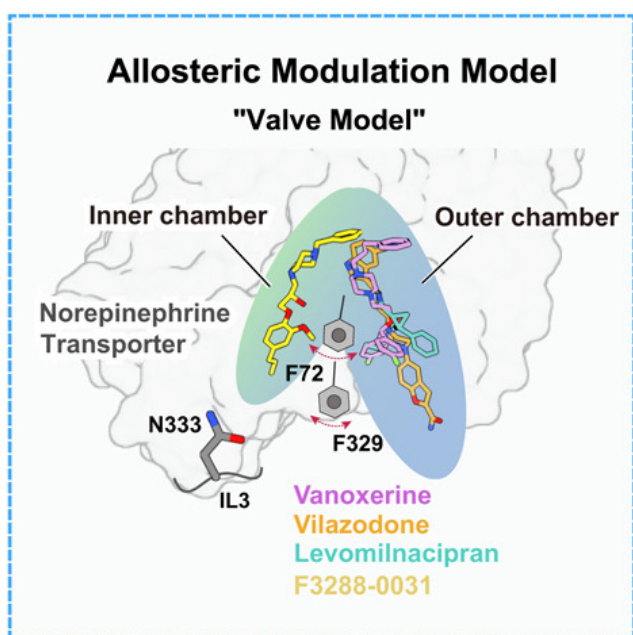 Allosteric Modulation Model
"Valve Model"
Inner chamber
Outer chamber
Norepinephrine
Transporter
F72
N333
F329
IL3
Vanoxerine
Vilazodone
Levomilnacipran
F3288-0031